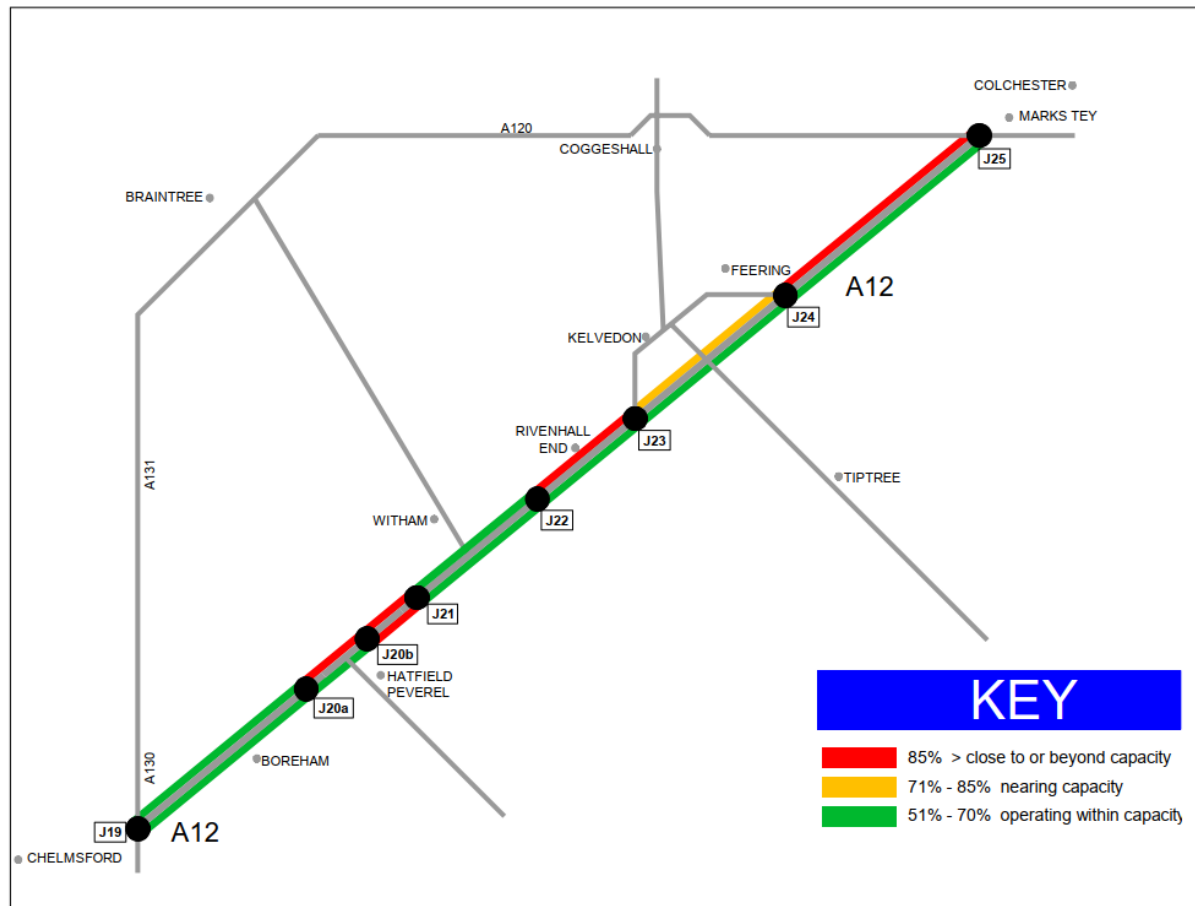 COLCHESTER
MARKS TEY
A120
COGGESHALL
J25
BRAINTREE
FEERING
A12
J24
KELVEDON
RIVENHALL
END
J23
A131
TIPTREE
J22
WITHAM
J21
J20b
HATFIELD
PEVEREL
J20a
BOREHAM
A130
J19
A12
CHELMSFORD
KEY
85% > close to or beyond capacity
71% - 85% nearing capacity
51% - 70% operating within capacity